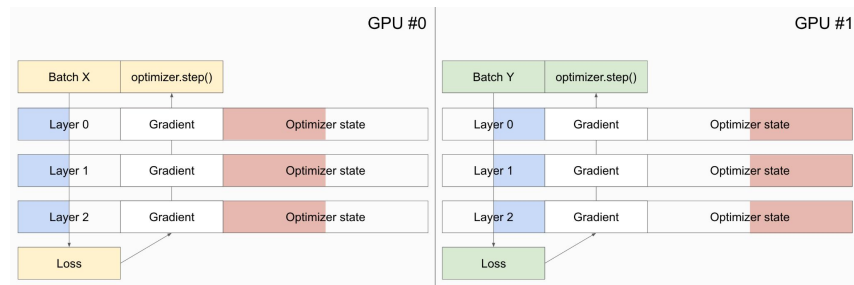 GPU #0
Batch X optimizer.step()
Layer 0 Gradient Optimizer state
Layer 1 Gradient Optimizer state
Layer 2 Gradient Optimizer state
Loss
GPU #1
Batch Y optimizer.step()
Layer 0 Gradient Optimizer state
Layer 1 Gradient Optimizer state
Layer 2 Gradient Optimizer state
Loss